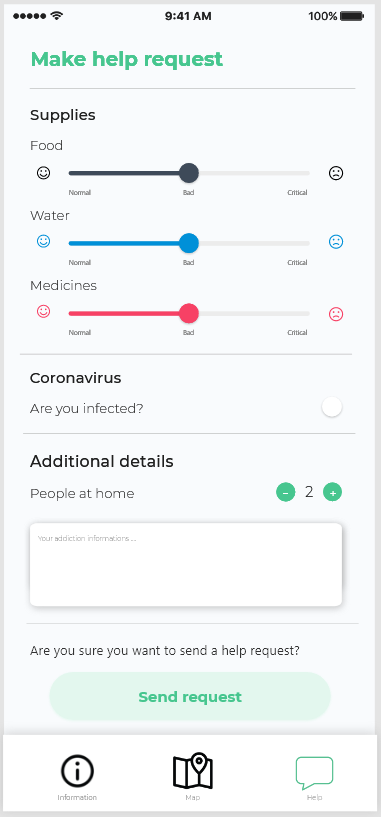 9:41 AM 100%
Make help request
Supplies
Food
Normal Bad Critical
Water
Normal Bad Critical
Medicines
Normal Bad Critical
Coronavirus
Are you infected?
Additional details
People at home - 2 +
Your addiction informations ...
Are you sure you want to send a help request?
Send request
Information Map Help